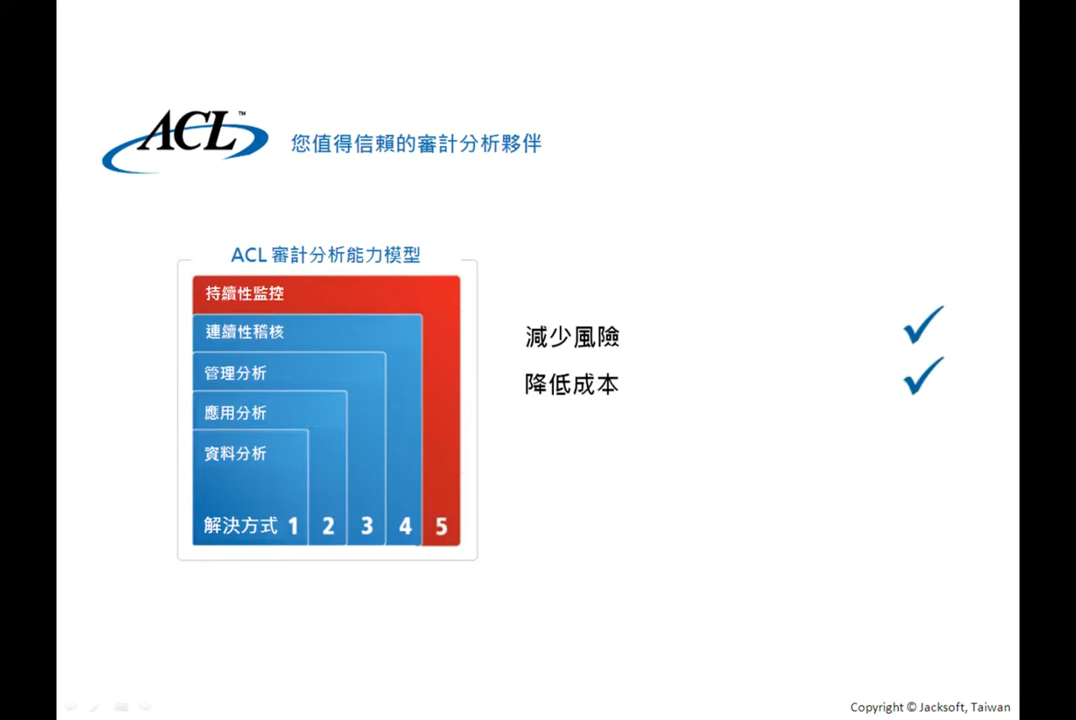 ACL™
您值得信賴的審計分析夥伴
ACL 審計分析能力模型
持續性監控
連續性稽核
管理分析
應用分析
資料分析
解決方式 1 2 3 4 5
減少風險
降低成本
Copyright © Jacksoft, Taiwan